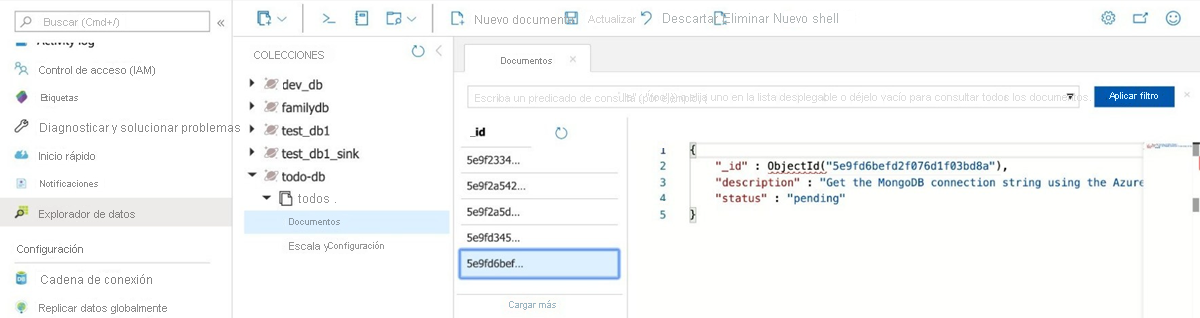 Buscar (Cmd+/)
Activity log
Control de acceso (IAM)
Etiquetas
Diagnosticar y solucionar problemas
Inicio rápido
Notificaciones
Explorador de datos
Configuración
Cadena de conexión
Replicar datos globalmente
Nuevo documento Actualizar Descartar Eliminar Nuevo shell
COLECCIONES
dev_db
familydb
test_db1
test_db1_sink
todo-db
todos .
Documentos
Escala y Configuración
Documentos
Escriba un predicado de consulta elija uno en la lista desplegable o déjelo vacío para consultar todos los documentos.
Aplicar filtro
_id
5e9f2334...
5e9f2a542...
5e9f2a5d...
5e9fd345...
5e9fd6bef...
Cargar más
1 {
2 "_id" : ObjectId("5e9fd6befd2f076d1f03bd8a"),
3 "description" : "Get the MongoDB connection string using the Azure
4 "status" : "pending"
5 }